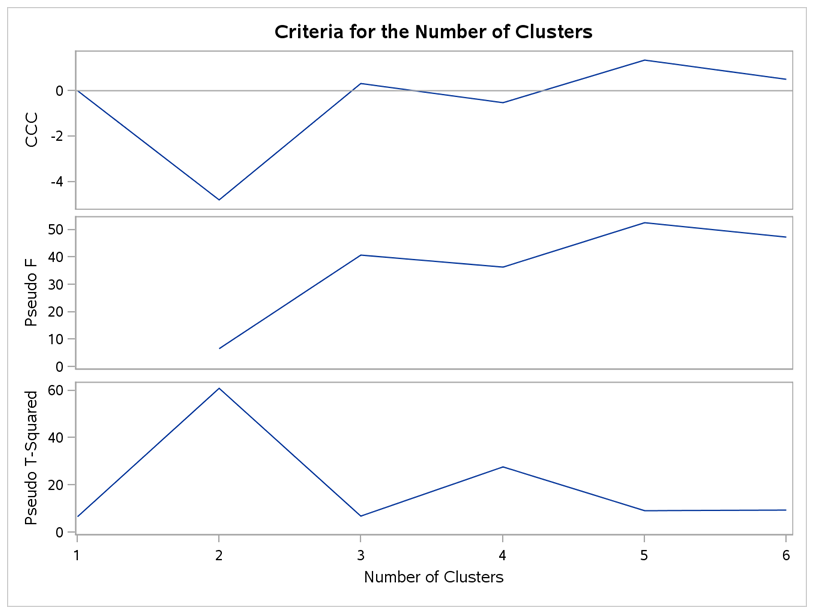 Criteria for the Number of Clusters
CCC
0
-2
-4
Pseudo F
50
40
30
20
10
0
Pseudo T-Squared
60
40
20
0
1 2 3 4 5 6
Number of Clusters